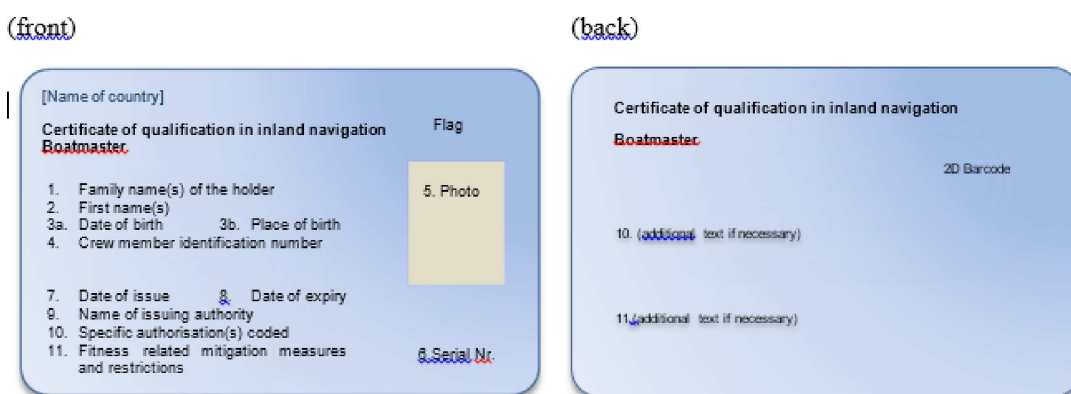 (front)
[Name of country]
Certificate of qualification in inland navigation
Boatmaster
Flag
1. Family name(s) of the holder
2. First name(s)
3a. Date of birth 3b. Place of birth
4. Crew member identification number
5. Photo
7. Date of issue 8. Date of expiry
9. Name of issuing authority
10. Specific authorisation(s) coded
11. Fitness related mitigation measures
and restrictions
6.Serial Nr.
(back)
Certificate of qualification in inland navigation
Boatmaster
2D Barcode
10. (additional text if necessary)
11.(additional text if necessary)